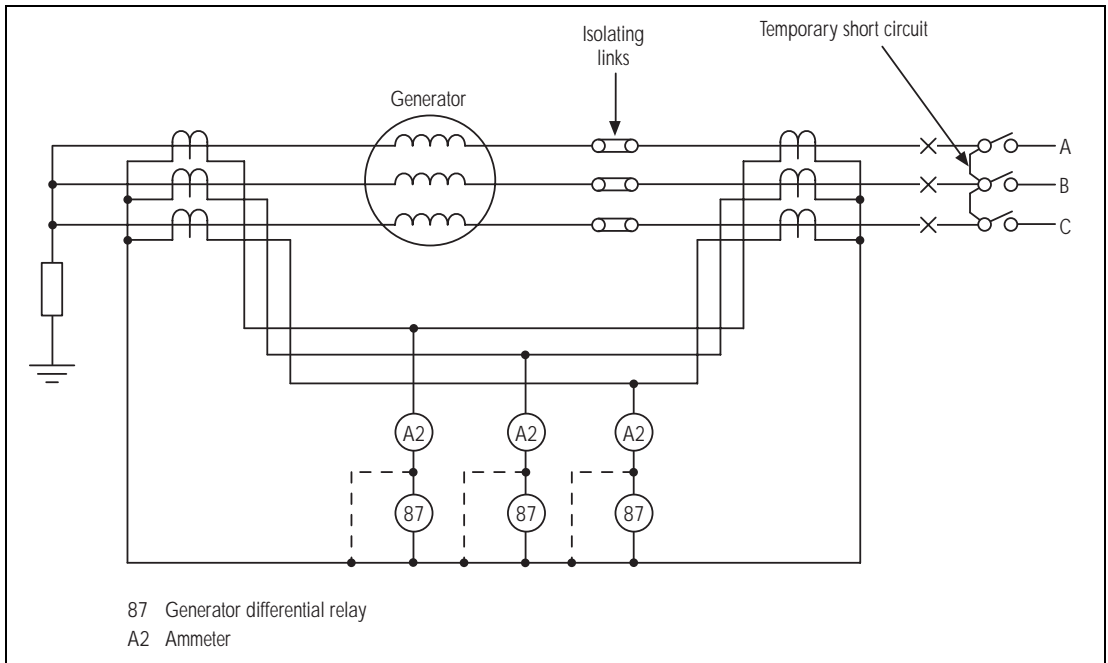 Isolating
links
Temporary short circuit
Generator
A
B
C
A2 A2 A2
87 87 87
87 Generator differential relay
A2 Ammeter